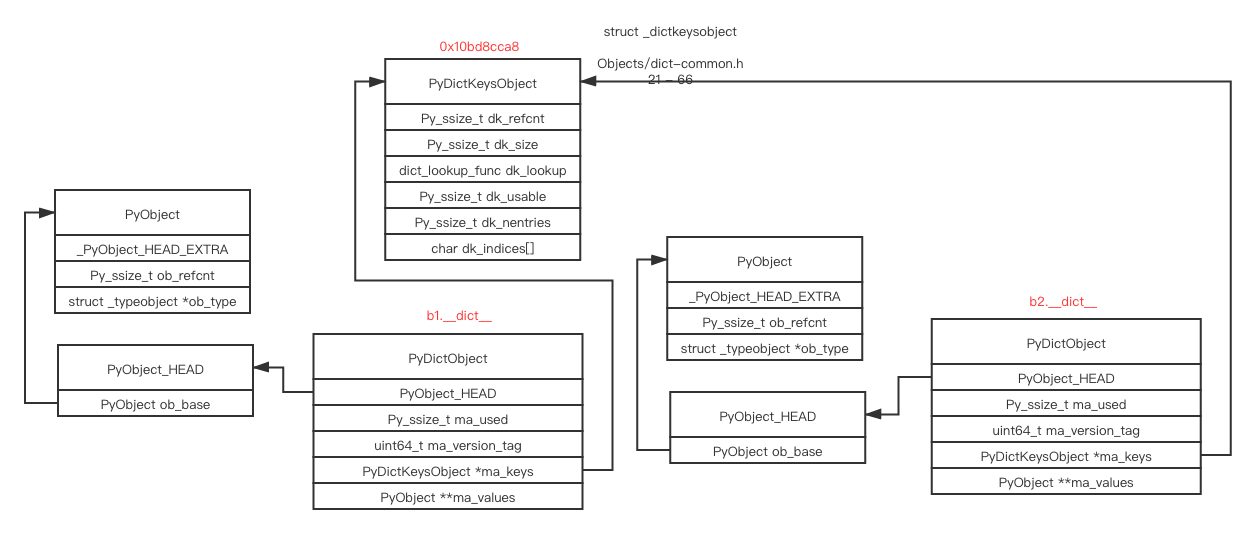 struct _dictkeysobject
0x10bd8cca8
Objects/dict-common.h
21 - 66
PyDictKeysObject
Py_ssize_t dk_refcnt
Py_ssize_t dk_size
dict_lookup_func dk_lookup
Py_ssize_t dk_usable
Py_ssize_t dk_nentries
char dk_indices[]
PyObject
_PyObject_HEAD_EXTRA
Py_ssize_t ob_refcnt
struct _typeobject *ob_type
PyObject_HEAD
PyObject ob_base
b1.__dict__
PyDictObject
PyObject_HEAD
Py_ssize_t ma_used
uint64_t ma_version_tag
PyDictKeysObject *ma_keys
PyObject **ma_values
PyObject
_PyObject_HEAD_EXTRA
Py_ssize_t ob_refcnt
struct _typeobject *ob_type
PyObject_HEAD
PyObject ob_base
b2.__dict__
PyDictObject
PyObject_HEAD
Py_ssize_t ma_used
uint64_t ma_version_tag
PyDictKeysObject *ma_keys
PyObject **ma_values